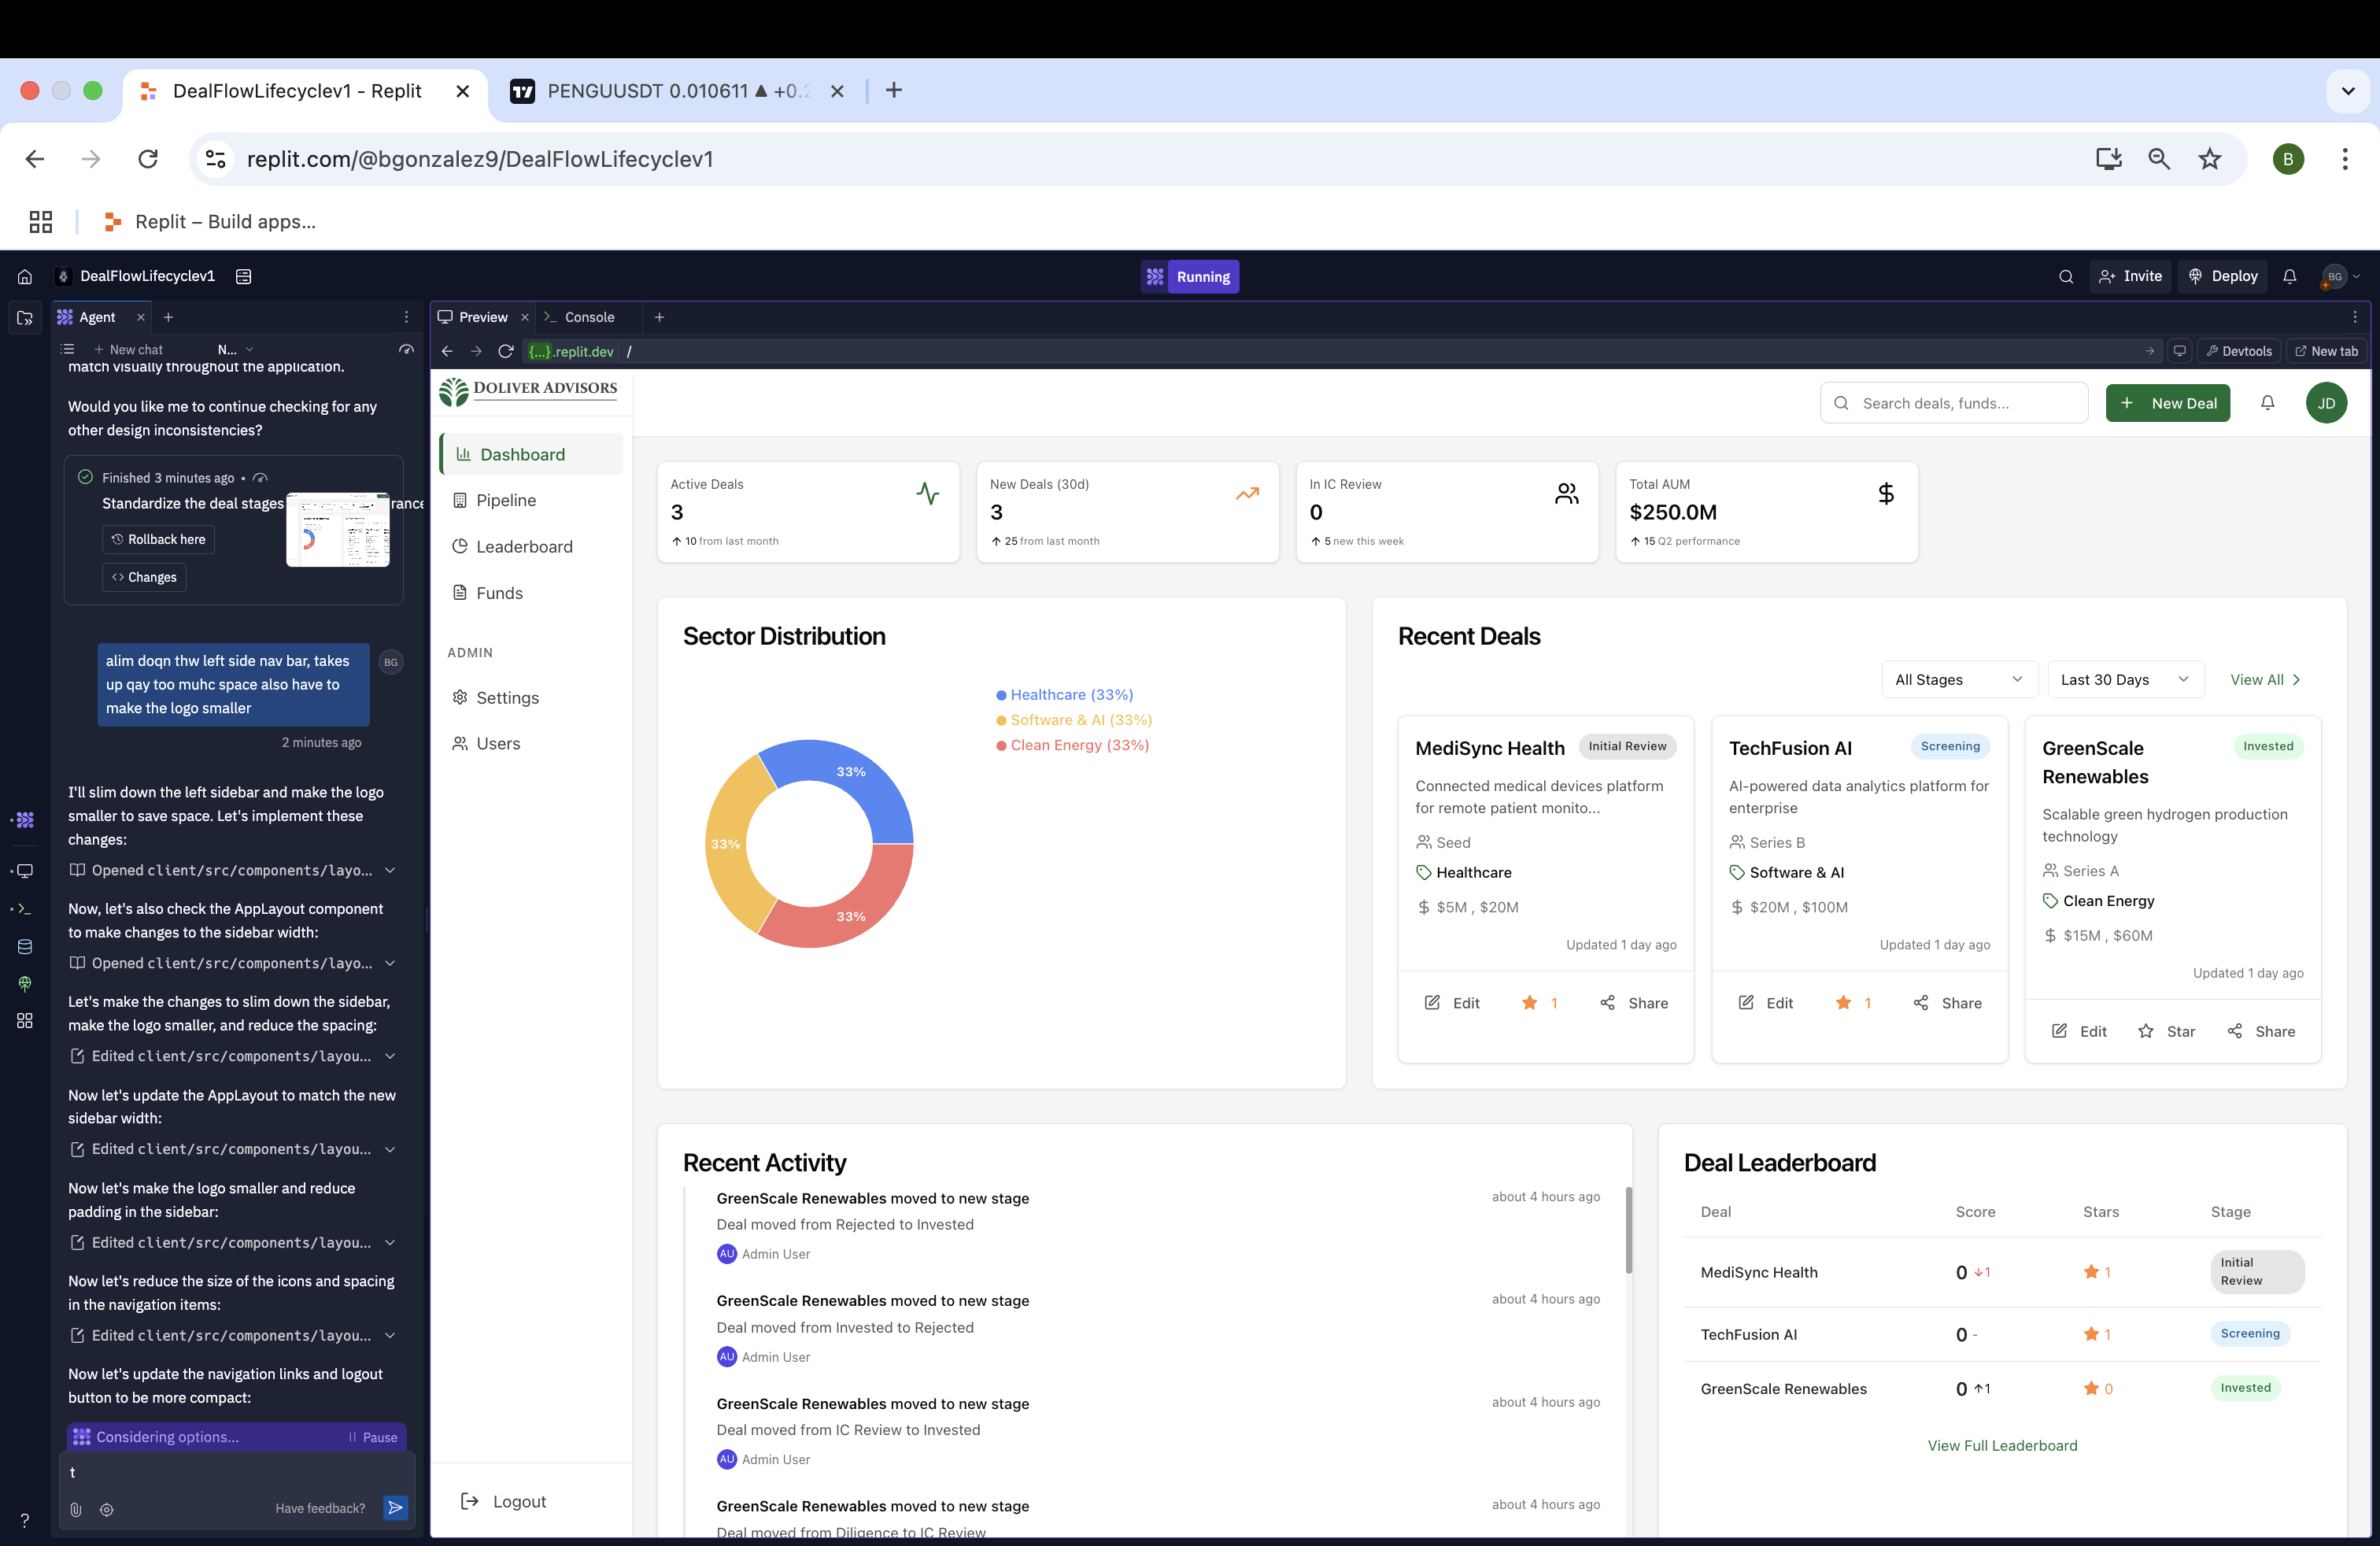 DealFlowLifecyclev1 - Replit
PENGUUSDT 0.010611 ▲ +0.2
replit.com/@bgonzalez9/DealFlowLifecyclev1
B
Replit – Build apps...
DealFlowLifecyclev1
Running
Invite
Deploy
BG
Agent
New chat
N...
match visually throughout the application.
Would you like me to continue checking for any
other design inconsistencies?
Finished 3 minutes ago •
Standardize the deal stages
rance
Rollback here
Changes
alim doqn thw left side nav bar, takes
up qay too muhc space also have to
make the logo smaller
BG
2 minutes ago
I'll slim down the left sidebar and make the logo
smaller to save space. Let's implement these
changes:
Opened client/src/components/layo...
Now, let's also check the AppLayout component
to make changes to the sidebar width:
Opened client/src/components/layo...
Let's make the changes to slim down the sidebar,
make the logo smaller, and reduce the spacing:
Edited client/src/components/layou...
Now let's update the AppLayout to match the new
sidebar width:
Edited client/src/components/layou...
Now let's make the logo smaller and reduce
padding in the sidebar:
Edited client/src/components/layou...
Now let's reduce the size of the icons and spacing
in the navigation items:
Edited client/src/components/layou...
Now let's update the navigation links and logout
button to be more compact:
Considering options...
Pause
t
Have feedback?
?
Preview
Console
{...}.replit.dev /
Devtools
New tab
DOLIVER ADVISORS
Dashboard
Pipeline
Leaderboard
Funds
ADMIN
Settings
Users
Logout
Search deals, funds...
+ New Deal
JD
Active Deals
3
↑ 10 from last month
New Deals (30d)
3
↑ 25 from last month
In IC Review
0
↑ 5 new this week
Total AUM
$250.0M
↑ 15 Q2 performance
$
Sector Distribution
Healthcare (33%)
Software & AI (33%)
Clean Energy (33%)
33%
33%
33%
Recent Deals
All Stages
Last 30 Days
View All
MediSync Health
Initial Review
Connected medical devices platform
for remote patient monito...
Seed
Healthcare
$ $5M , $20M
Updated 1 day ago
Edit
1
Share
TechFusion AI
Screening
AI-powered data analytics platform for
enterprise
Series B
Software & AI
$ $20M , $100M
Updated 1 day ago
Edit
1
Share
GreenScale
Renewables
Invested
Scalable green hydrogen production
technology
Series A
Clean Energy
$ $15M , $60M
Updated 1 day ago
Edit
Star
Share
Recent Activity
GreenScale Renewables moved to new stage
about 4 hours ago
Deal moved from Rejected to Invested
AU Admin User
GreenScale Renewables moved to new stage
about 4 hours ago
Deal moved from Invested to Rejected
AU Admin User
GreenScale Renewables moved to new stage
about 4 hours ago
Deal moved from IC Review to Invested
AU Admin User
GreenScale Renewables moved to new stage
about 4 hours ago
Deal moved from Diligence to IC Review
Deal Leaderboard
Deal Score Stars Stage
MediSync Health 0 ↓1 1 Initial
Review
TechFusion AI 0 - 1 Screening
GreenScale Renewables 0 ↑1 0 Invested
View Full Leaderboard